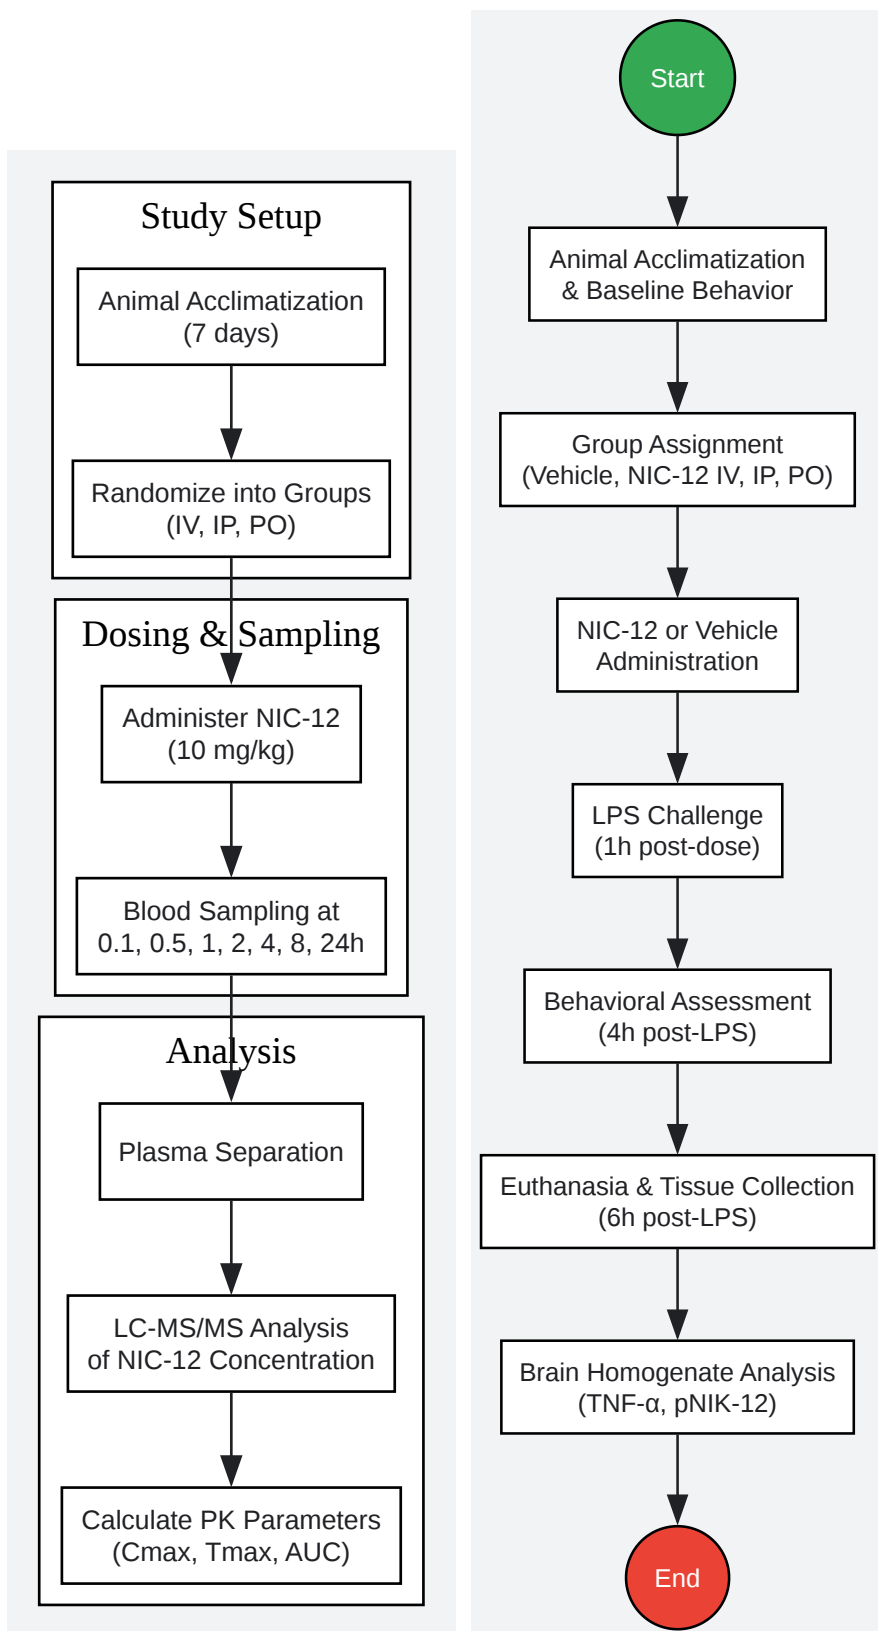 Study Setup
Animal Acclimatization
(7 days)
Randomize into Groups
(IV, IP, PO)
Dosing & Sampling
Administer NIC-12
(10 mg/kg)
Blood Sampling at
0.1, 0.5, 1, 2, 4, 8, 24h
Analysis
Plasma Separation
LC-MS/MS Analysis
of NIC-12 Concentration
Calculate PK Parameters
(Cmax, Tmax, AUC)
Start
Animal Acclimatization
& Baseline Behavior
Group Assignment
(Vehicle, NIC-12 IV, IP, PO)
NIC-12 or Vehicle
Administration
LPS Challenge
(1h post-dose)
Behavioral Assessment
(4h post-LPS)
Euthanasia & Tissue Collection
(6h post-LPS)
Brain Homogenate Analysis
(TNF-α, pNIK-12)
End